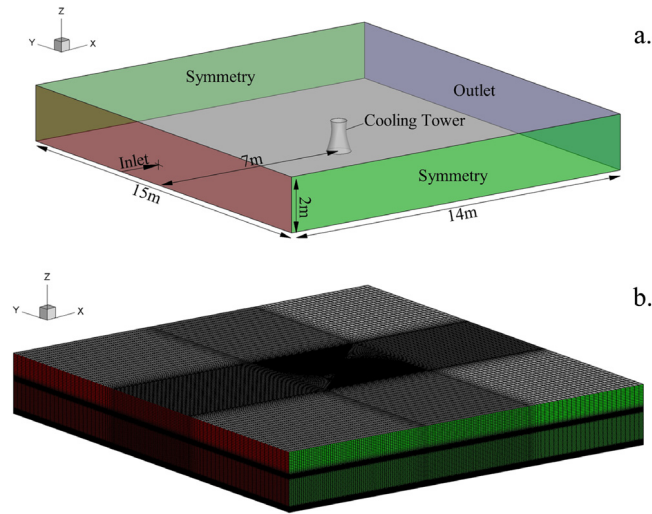 Z
Y
X
a.
Symmetry
Outlet
Cooling Tower
Inlet
7m
Symmetry
2m
15m
14m
Z
Y
X
b.